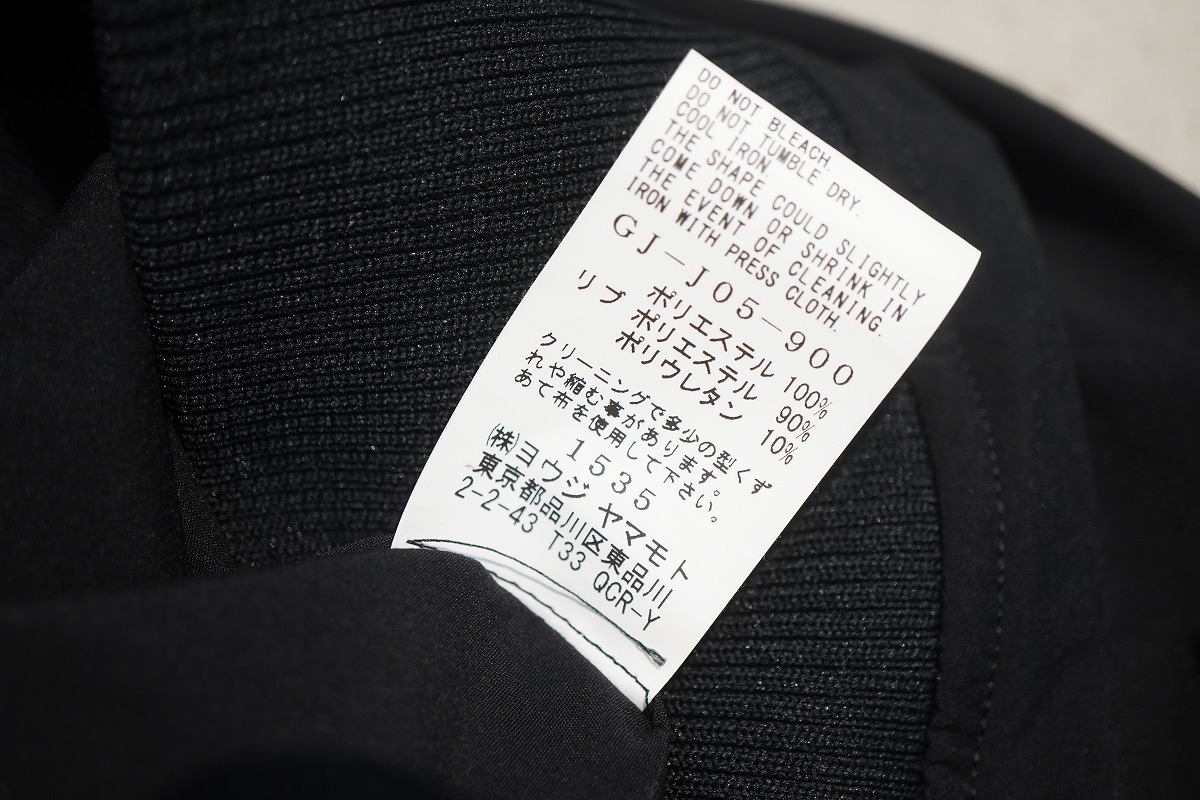 DO NOT BLEACH.
DO NOT TUMBLE DRY.
COOL IRON
THE SHAPE COULD SLIGHTLY
COME DOWN OR SHRINK IN
THE EVENT OF CLEANING.
IRON WITH PRESS CLOTH.
GJ-J05-900
ポリエステル 100%
リブ ポリエステル 90%
ポリウレタン 10%
クリーニングで多少の型くず
れや縮む事があります。
あて布を使用して下さい。
1535
(株)ヨウジ ヤマモト
東京都品川区東品川
2-2-43 T33 QCR-Y